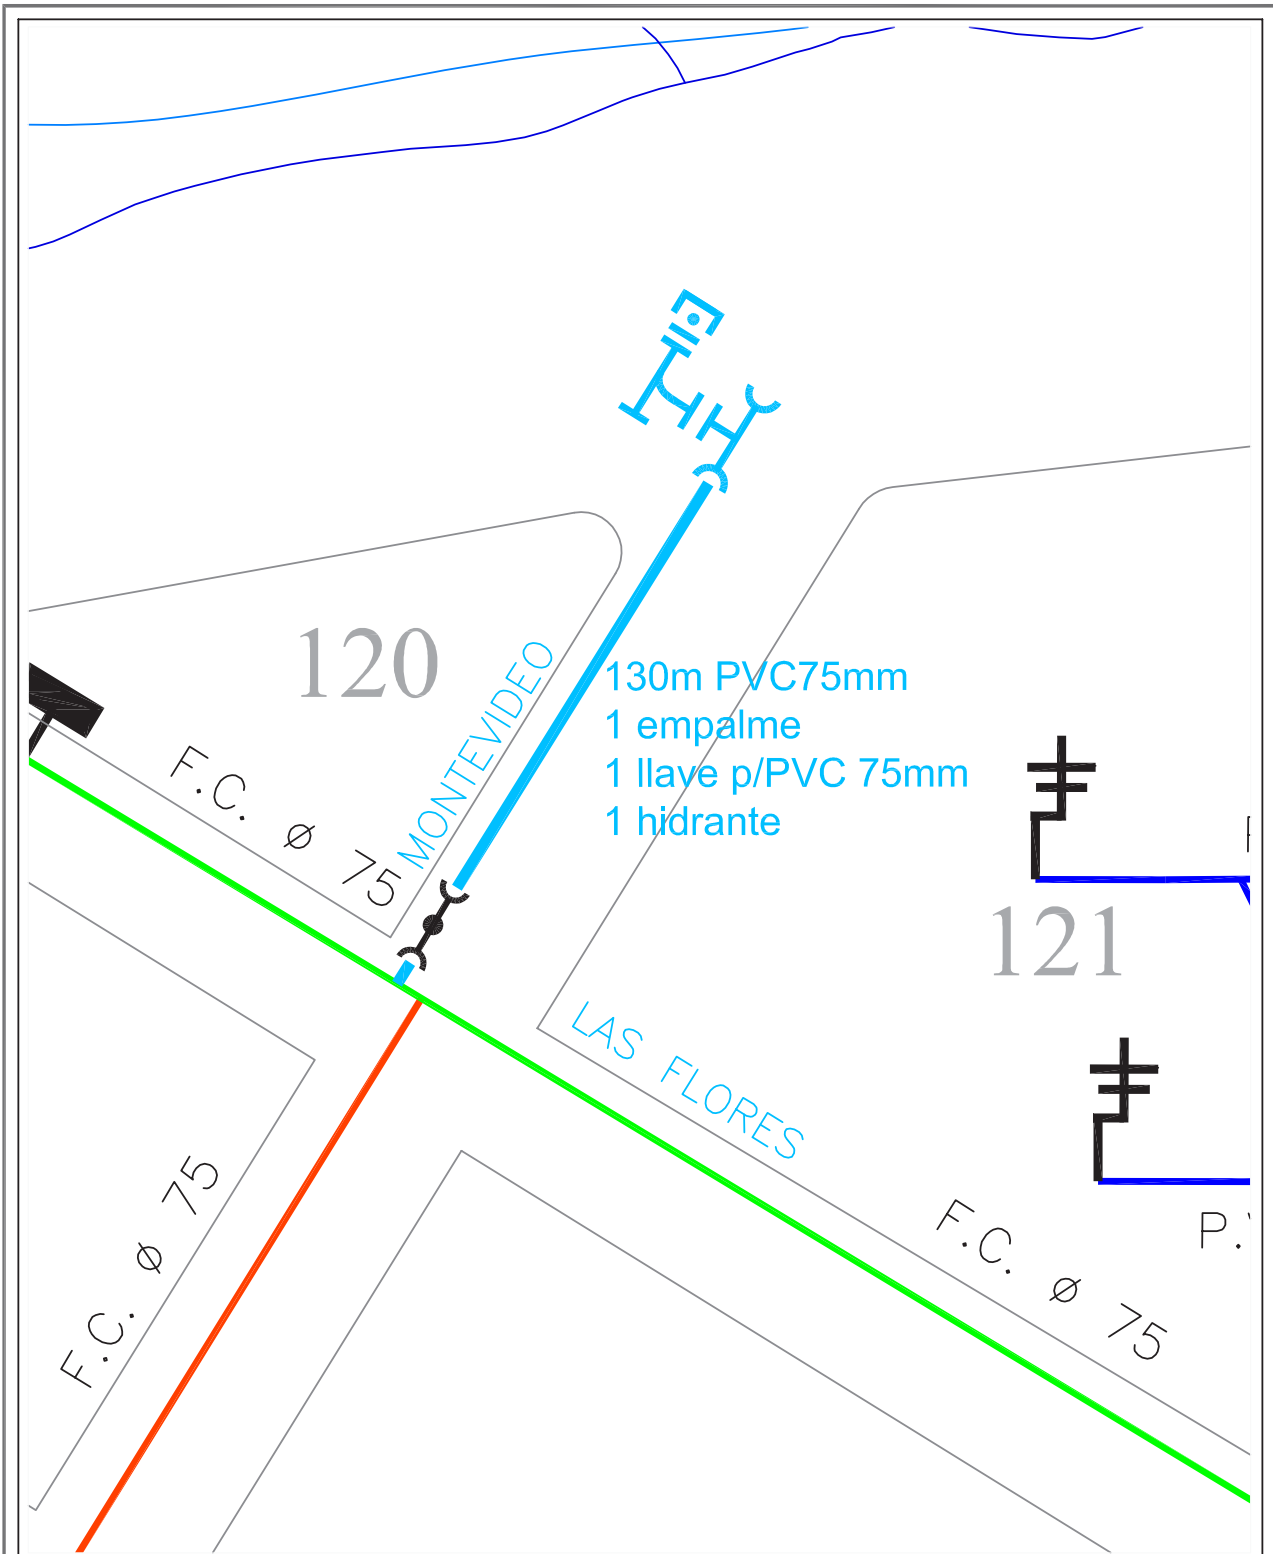 120
MONTEVIDEO
130m PVC75mm
1 empalme
1 llave p/PVC 75mm
1 hidrante
F.C. ø 75
121
LAS FLORES
F.C. ø 75
F.C. ø 75
P.